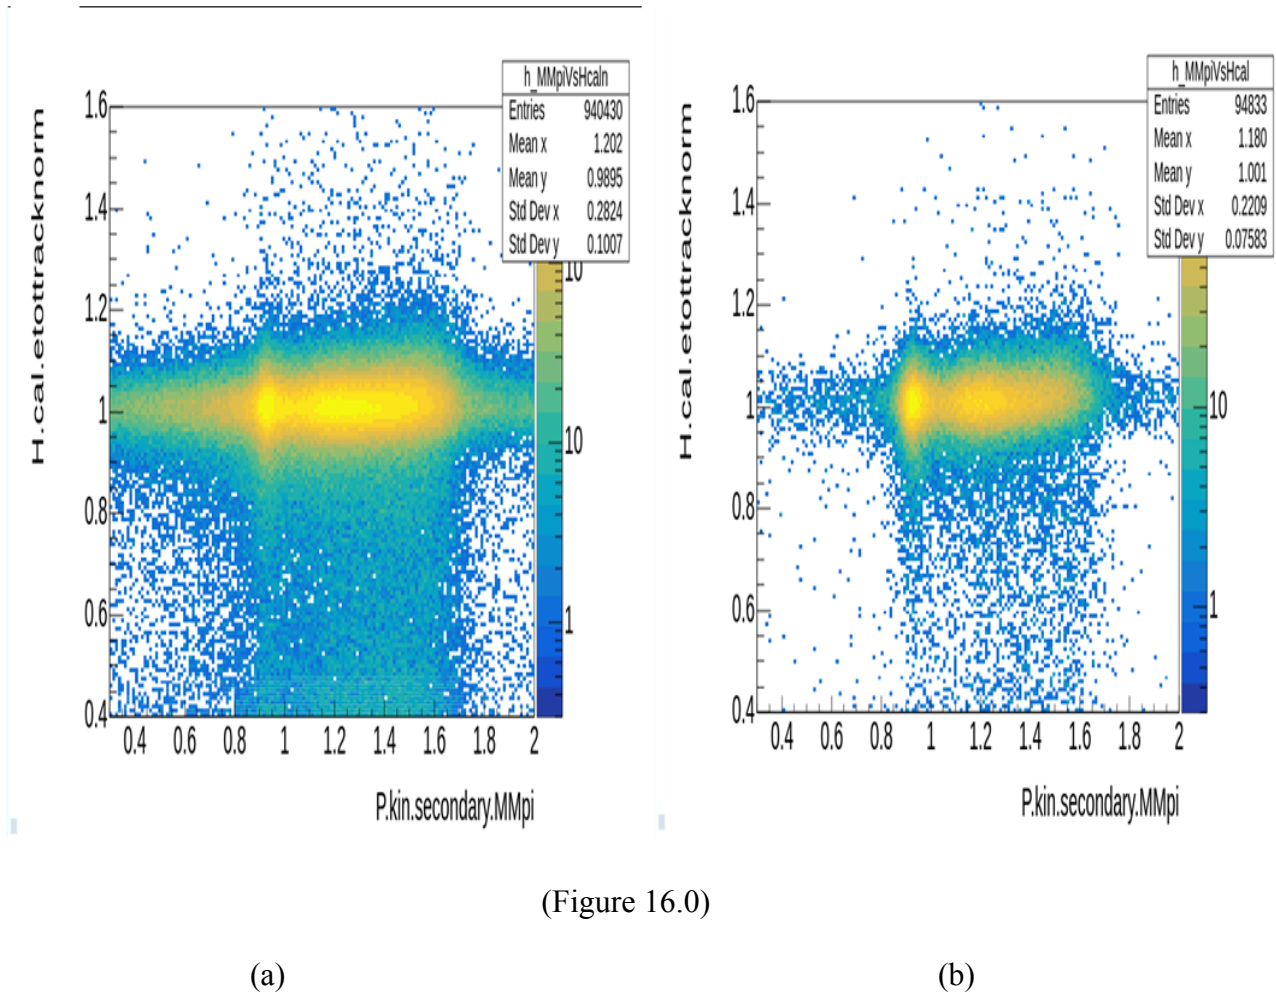 h_MMpiVsHcaln
Entries 940430
Mean x 1.202
Mean y 0.9895
Std Dev x 0.2824
Std Dev y 0.1007
H.cal.etottracknorm
1.6
1.4
1.2
1
0.8
0.6
0.4
0.4 0.6 0.8 1 1.2 1.4 1.6 1.8 2
P.kin.secondary.MMpi
10
10
1
h_MMpiVsHcal
Entries 94833
Mean x 1.180
Mean y 1.001
Std Dev x 0.2209
Std Dev y 0.07583
H.cal.etottracknorm
1.6
1.4
1.2
1
0.8
0.6
0.4
0.4 0.6 0.8 1 1.2 1.4 1.6 1.8 2
P.kin.secondary.MMpi
10
1
(Figure 16.0)
(a) (b)